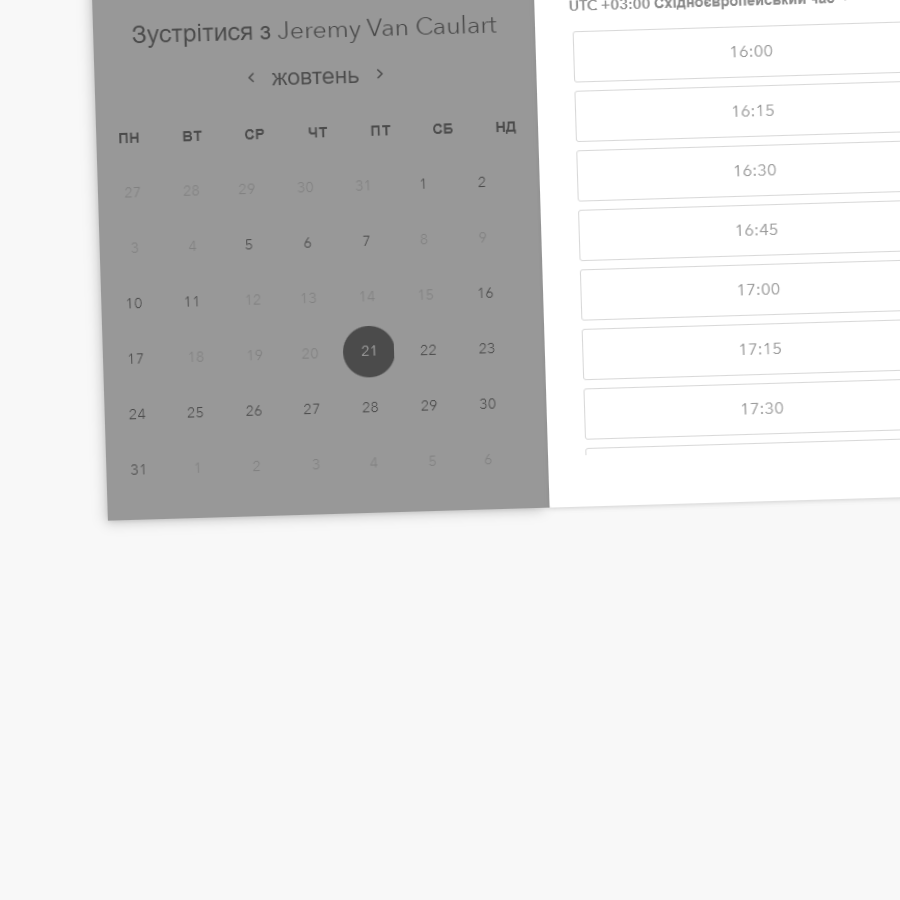 Зустрітися з Jeremy Van Caulart
жовтень
ПН ВТ СР ЧТ ПТ СБ НД
27 28 29 30 31 1 2
3 4 5 6 7 8 9
10 11 12 13 14 15 16
17 18 19 20 21 22 23
24 25 26 27 28 29 30
31 1 2 3 4 5 6
UTC +03:00 Східноєвропейський час
16:00
16:15
16:30
16:45
17:00
17:15
17:30